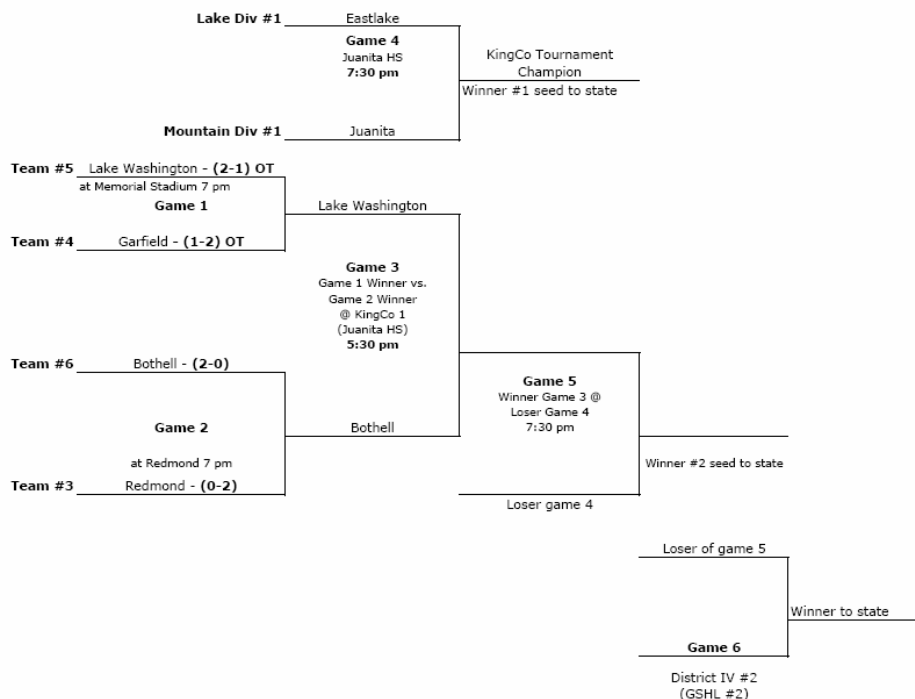 Lake Div #1
Eastlake
Game 4
Juanita HS
7:30 pm
KingCo Tournament
Champion
Winner #1 seed to state
Mountain Div #1
Juanita
Team #5
Lake Washington - (2-1) OT
at Memorial Stadium 7 pm
Game 1
Lake Washington
Team #4
Garfield - (1-2) OT
Game 3
Game 1 Winner vs.
Game 2 Winner
@ KingCo 1
(Juanita HS)
5:30 pm
Team #6
Bothell - (2-0)
Game 5
Winner Game 3 @
Loser Game 4
7:30 pm
Game 2
Bothell
at Redmond 7 pm
Winner #2 seed to state
Team #3
Redmond - (0-2)
Loser game 4
Loser of game 5
Winner to state
Game 6
District IV #2
(GSHL #2)